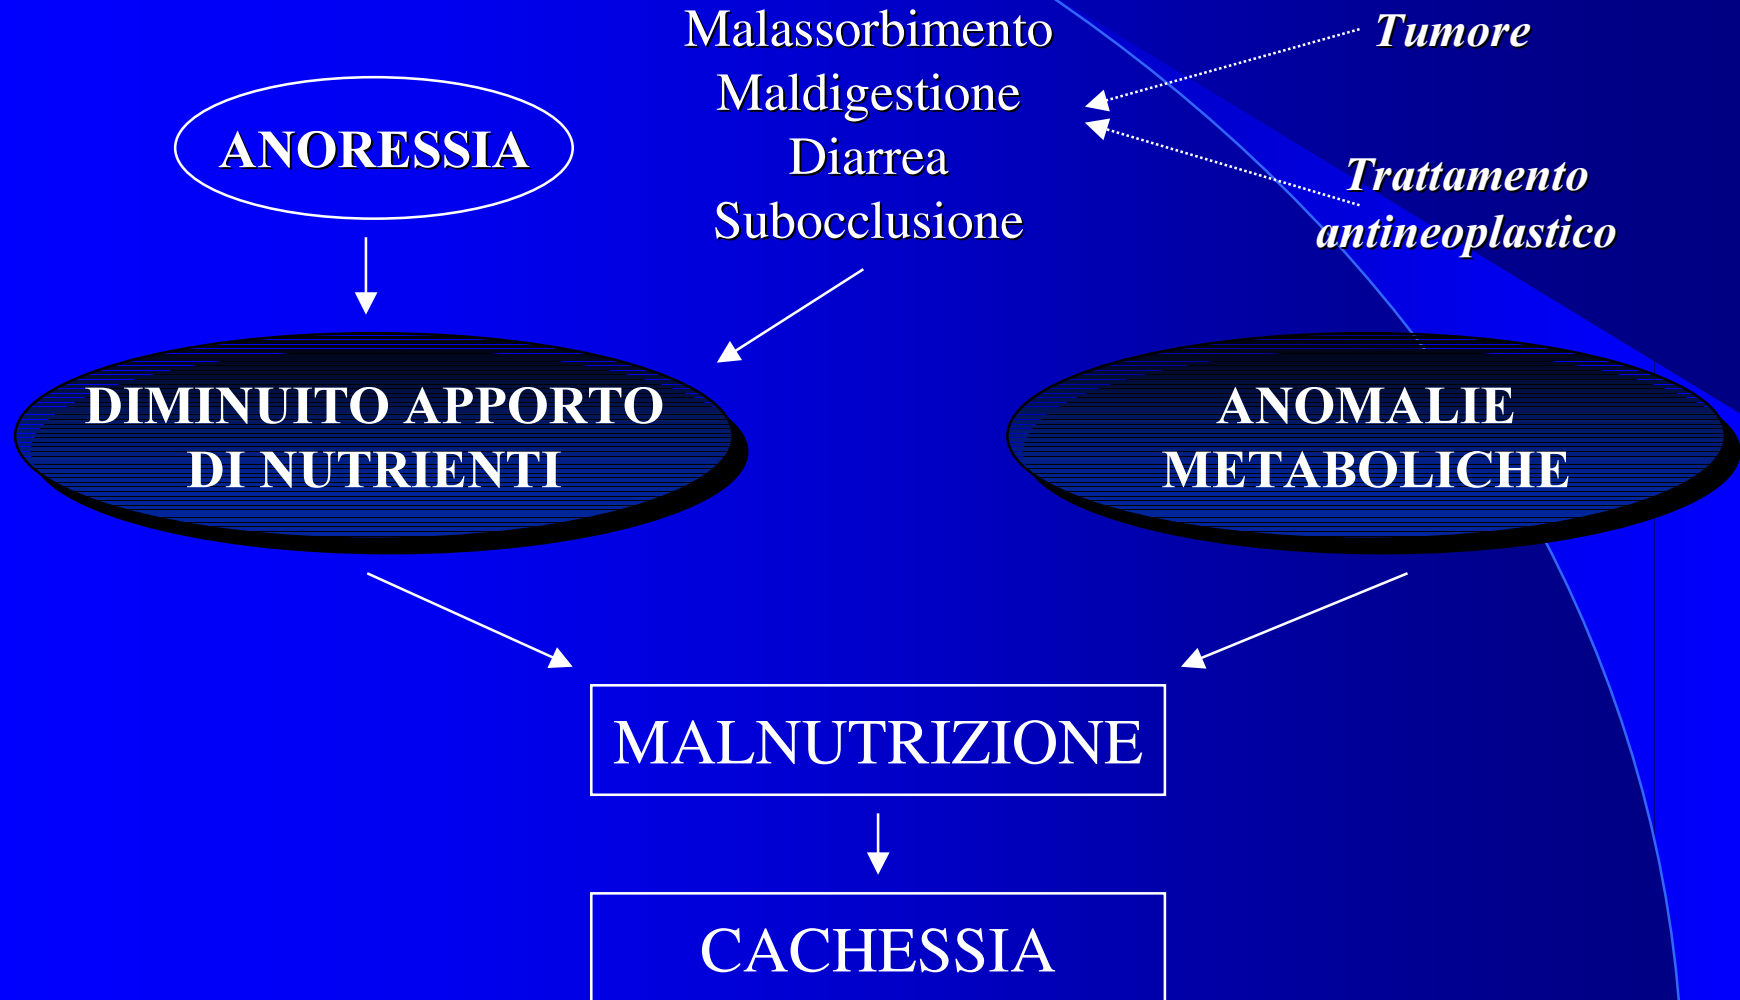 Malassorbimento
Maldigestione
Diarrea
Subocclusione
Tumore
Trattamento
antineoplastico
ANORESSIA
DIMINUITO APPORTO
DI NUTRIENTI
ANOMALIE
METABOLICHE
MALNUTRIZIONE
CACHESSIA